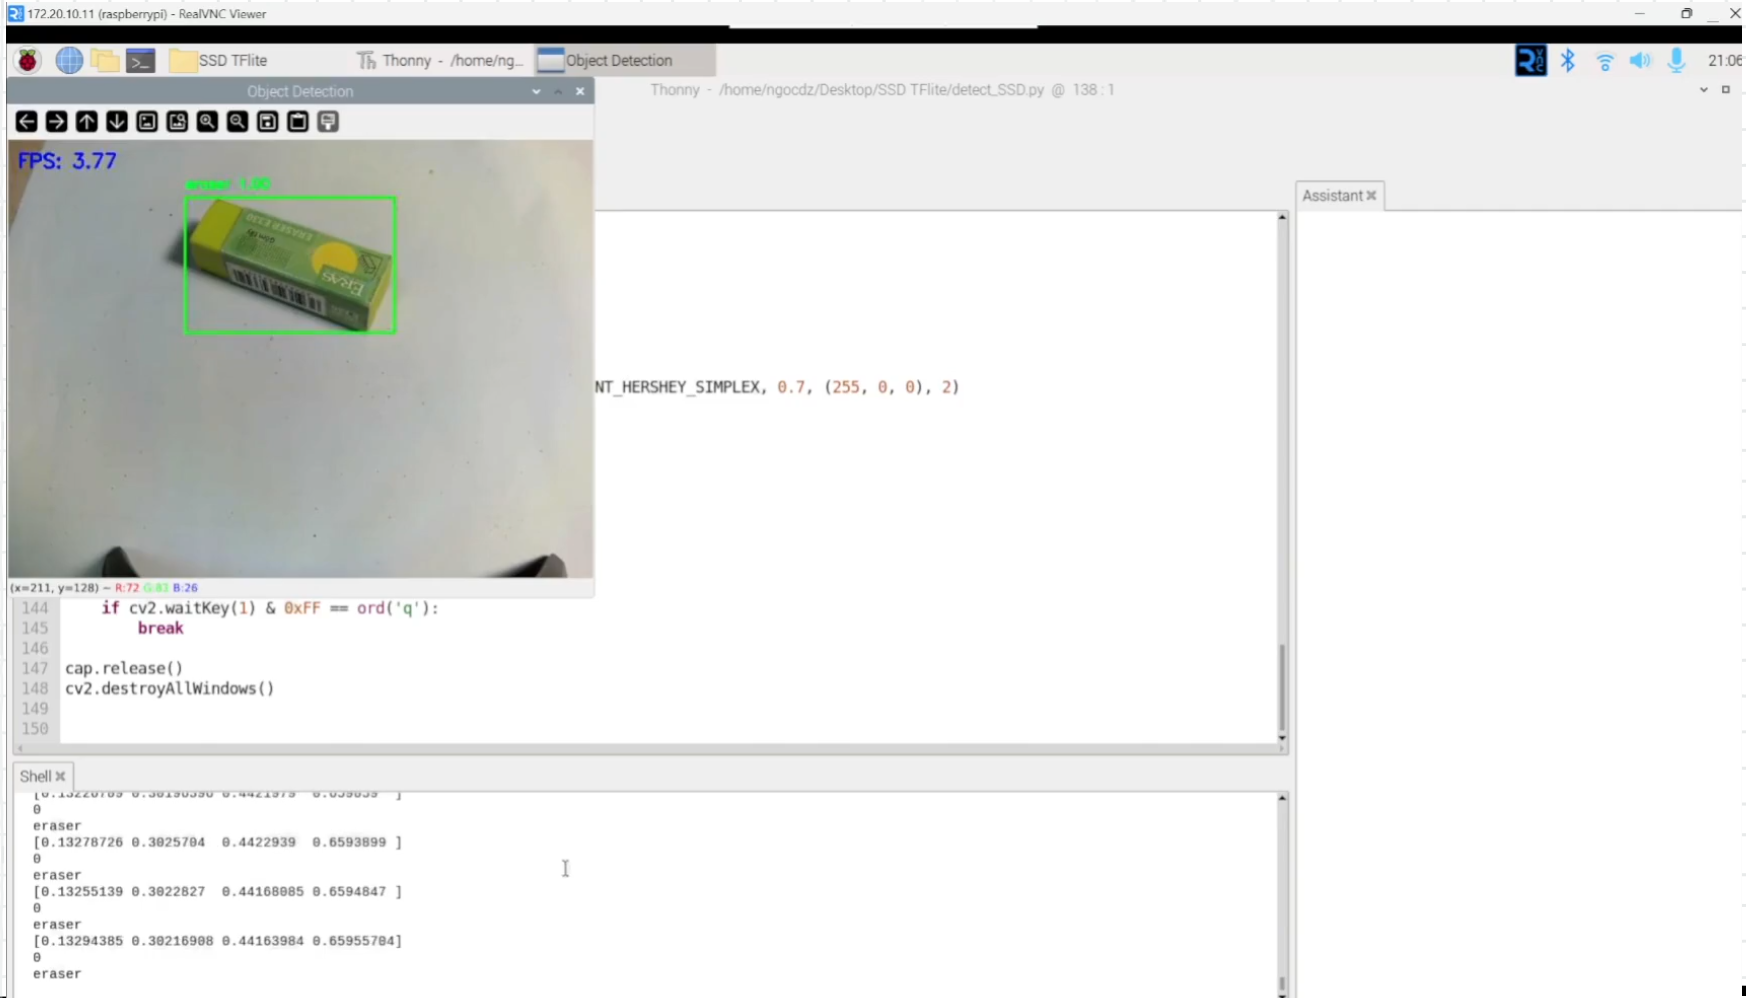 172.20.10.11 (raspberrypi) - RealVNC Viewer
SSD TFlite
Thonny - /home/ng...
Object Detection
21:06
Object Detection
Thonny - /home/ngocdz/Desktop/SSD TFlite/detect_SSD.py @ 138 : 1
FPS: 3.77
eraser 1.00
ERASER E330
ERAS
Assistant
NT_HERSHEY_SIMPLEX, 0.7, (255, 0, 0), 2)
(x=211, y=128) ~ R:72 G:83 B:26
144 if cv2.waitKey(1) & 0xFF == ord('q'):
145 break
146
147 cap.release()
148 cv2.destroyAllWindows()
149
150
Shell
0
eraser
[0.13278726 0.3025704 0.4422939 0.6593899 ]
0
eraser
[0.13255139 0.3022827 0.44168085 0.6594847 ]
0
eraser
[0.13294385 0.30216908 0.44163984 0.65955704]
0
eraser